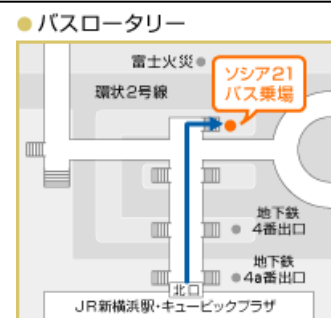 バスロータリー
富士火災
ソシア21
バス乗場
環状2号線
地下鉄
4番出口
地下鉄
4a番出口
北口
JR新横浜駅・キュービックプラザ